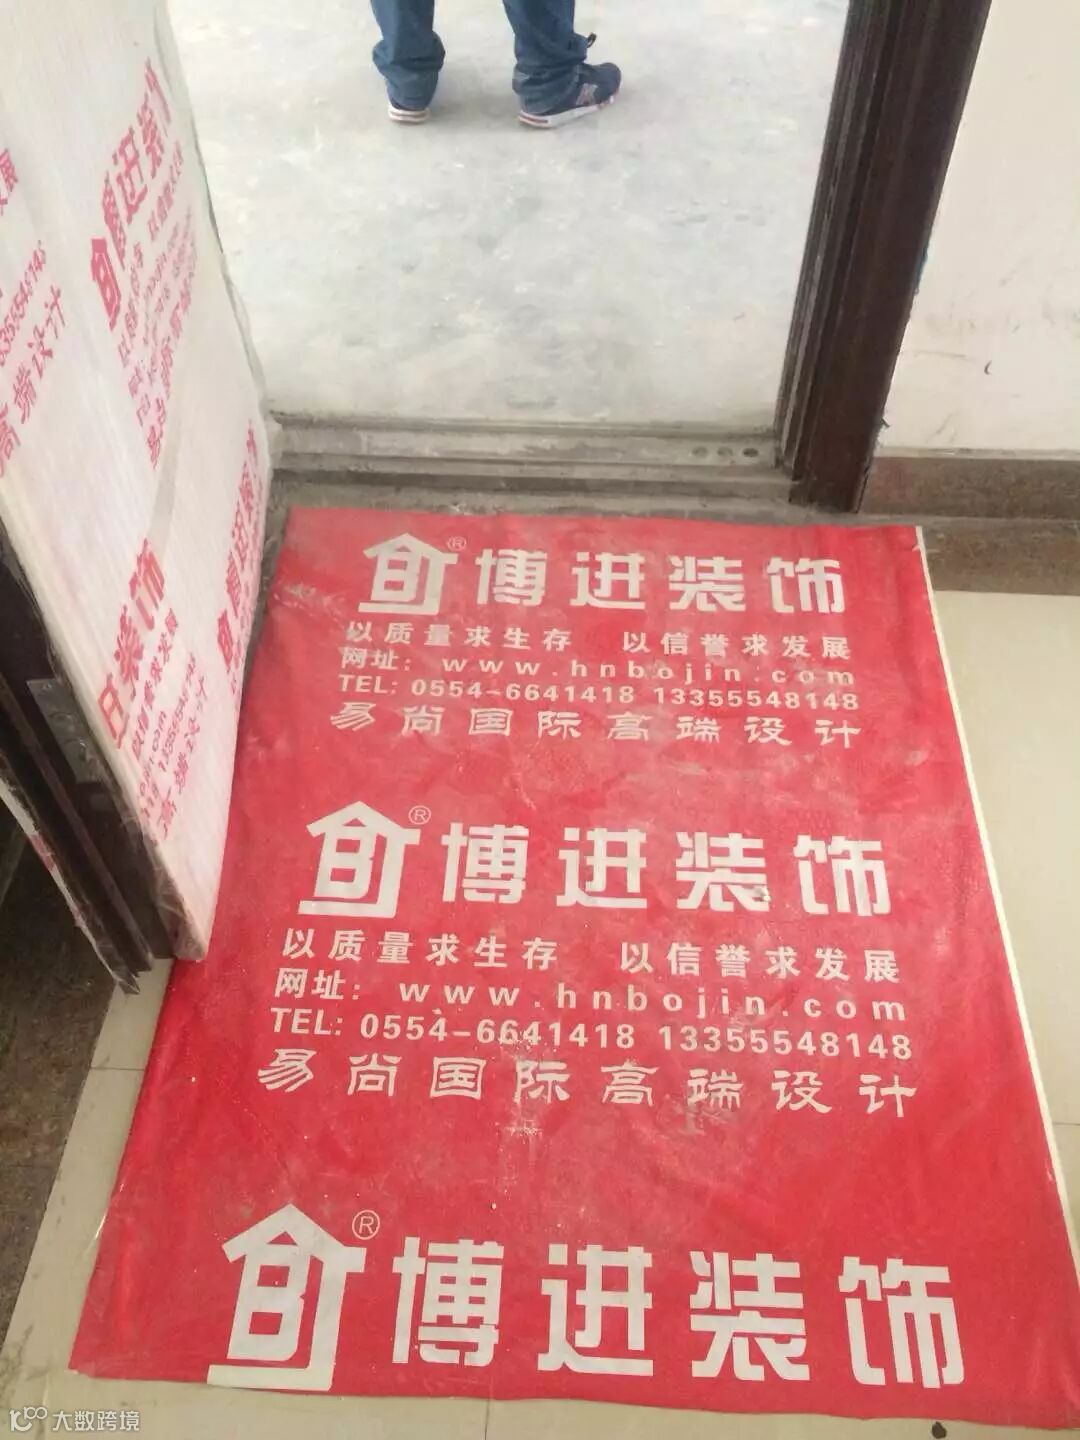 博进装饰
以质量求生存 以信誉求发展
网址: www.hnbojin.com
TEL: 0554-6641418 13355548148
易尚国际高端设计
博进装饰
以质量求生存 以信誉求发展
网址: www.hnbojin.com
TEL: 0554-6641418 13355548148
易尚国际高端设计
博进装饰
大数跨境